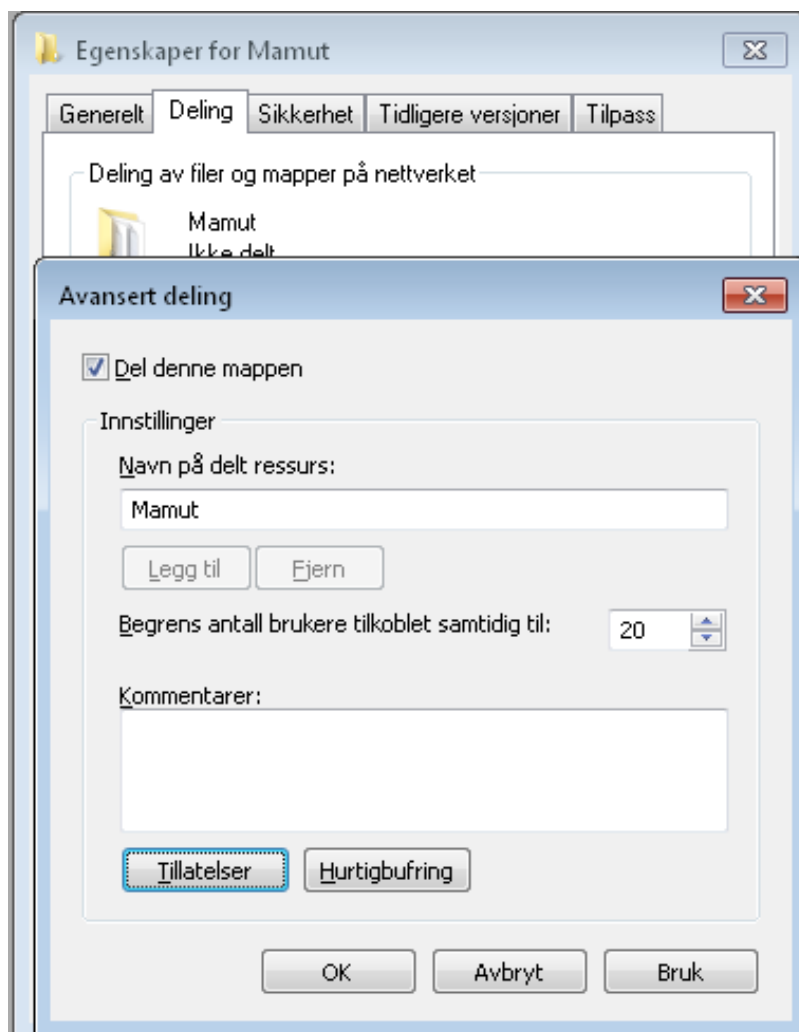 Egenskaper for Mamut
Generelt Deling Sikkerhet Tidligere versjoner Tilpass
Deling av filer og mapper på nettverket
Mamut
Ikke delt
Avansert deling
Del denne mappen
Innstillinger
Navn på delt ressurs:
Mamut
Legg til Fjern
Begrens antall brukere tilkoblet samtidig til: 20
Kommentarer:
Tillatelser Hurtigbufring
OK Avbryt Bruk